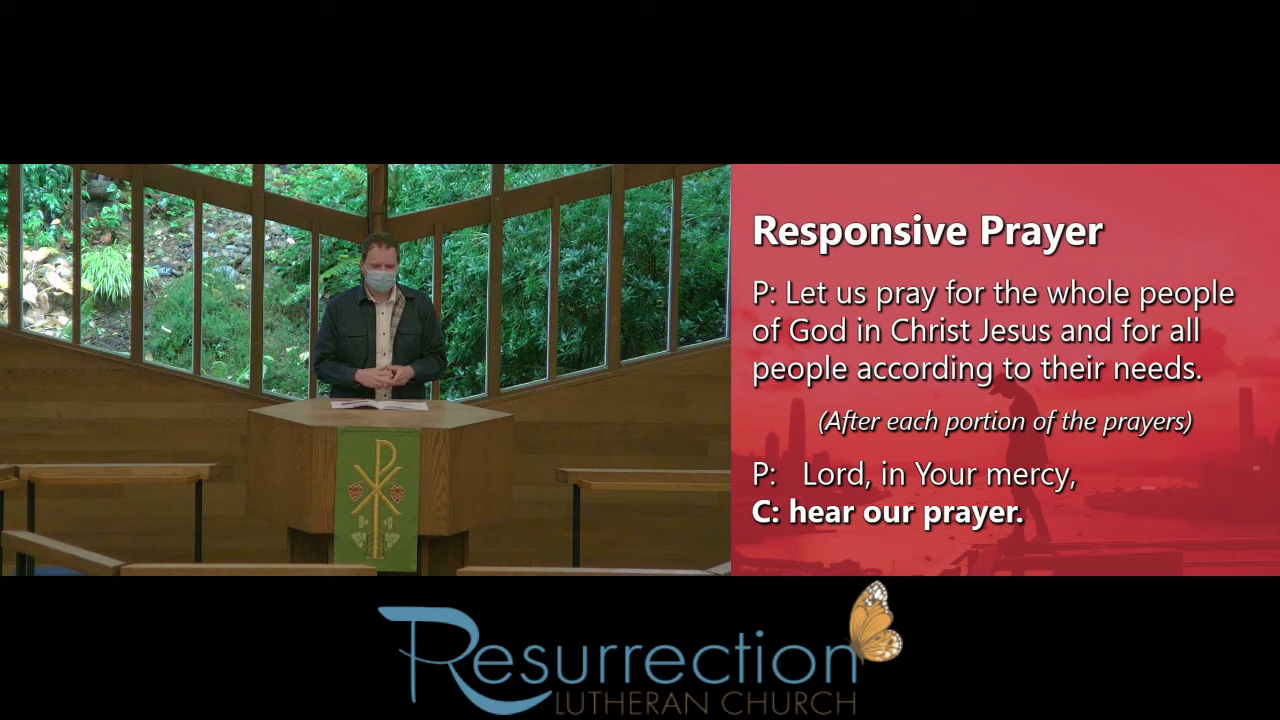 Responsive Prayer
P: Let us pray for the whole people
of God in Christ Jesus and for all
people according to their needs.
(After each portion of the prayers)
P: Lord, in Your mercy,
C: hear our prayer.
Resurrection
LUTHERAN CHURCH